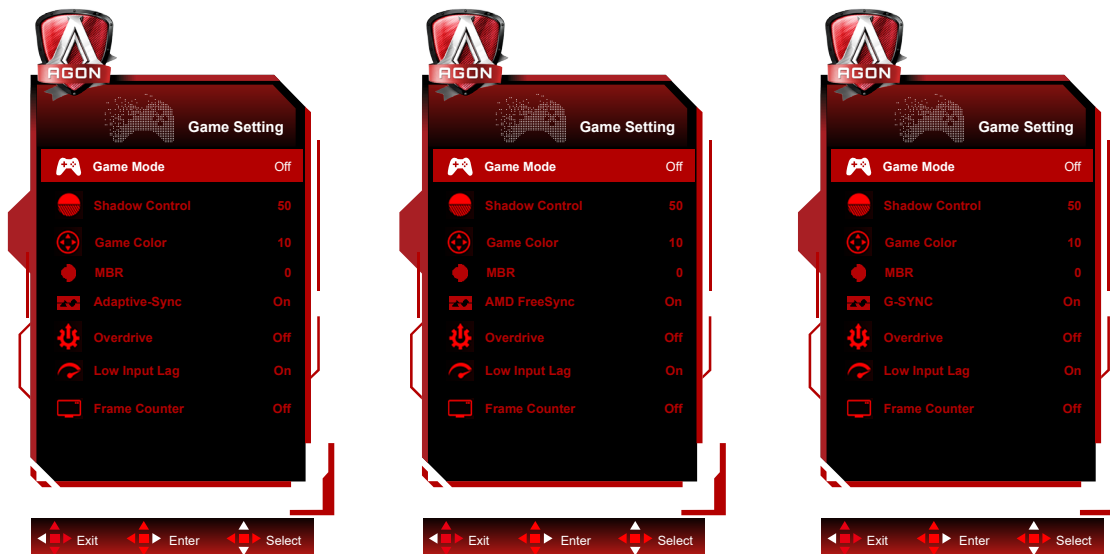 AGON
Game Setting
Game Mode Off
Shadow Control 50
Game Color 10
MBR 0
Adaptive-Sync On
Overdrive Off
Low Input Lag On
Frame Counter Off
Exit Enter Select
AGON
Game Setting
Game Mode Off
Shadow Control 50
Game Color 10
MBR 0
AMD FreeSync On
Overdrive Off
Low Input Lag On
Frame Counter Off
Exit Enter Select
AGON
Game Setting
Game Mode Off
Shadow Control 50
Game Color 10
MBR 0
G-SYNC On
Overdrive Off
Low Input Lag On
Frame Counter Off
Exit Enter Select